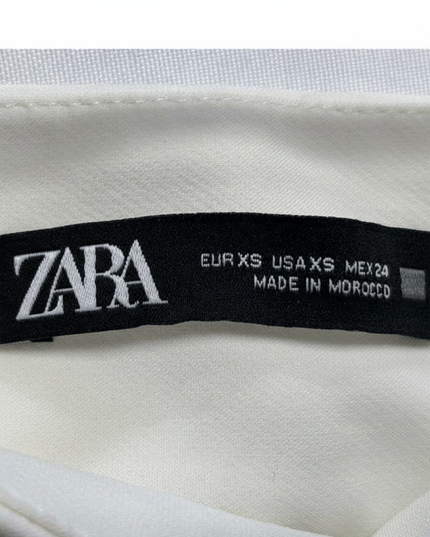 ZARA
EUR XS USA XS MEX 24
MADE IN MOROCCO